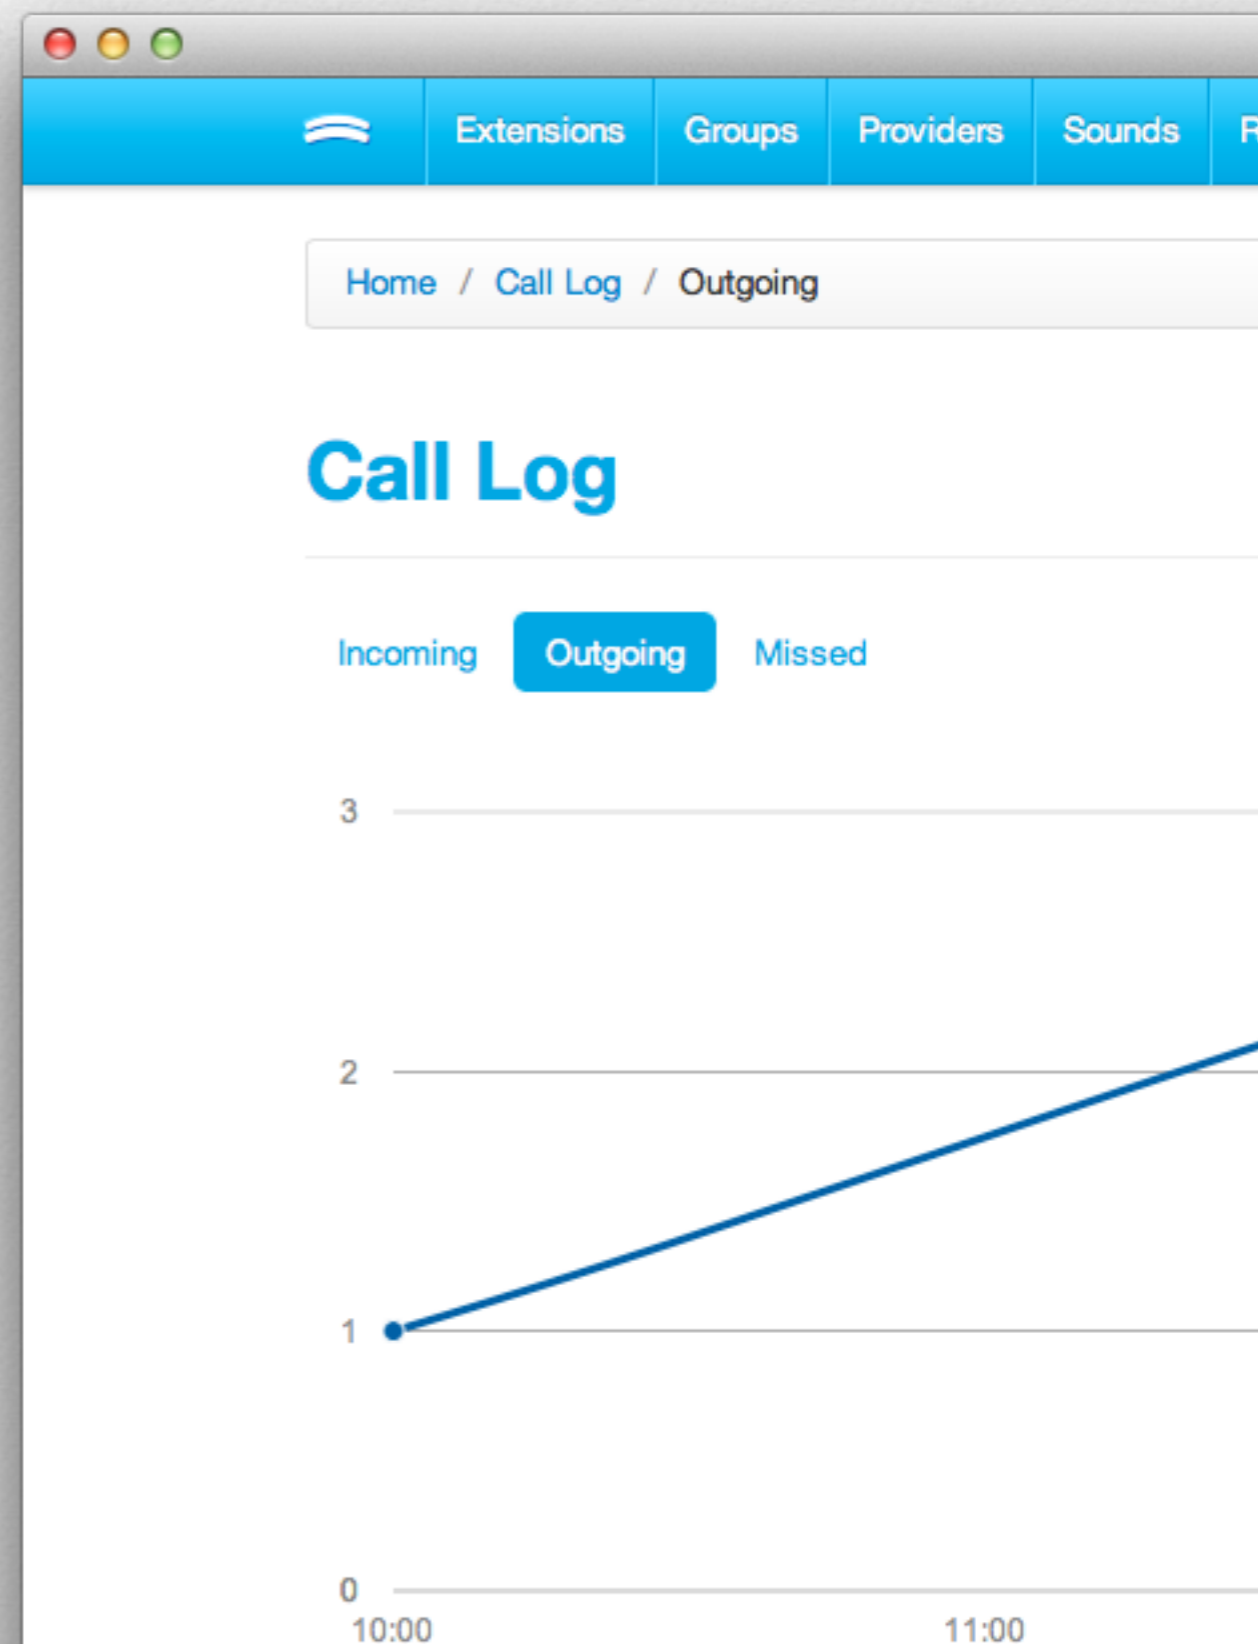 Extensions Groups Providers Sounds R
Home / Call Log / Outgoing
Call Log
Incoming Outgoing Missed
3
2
1
0
10:00 11:00